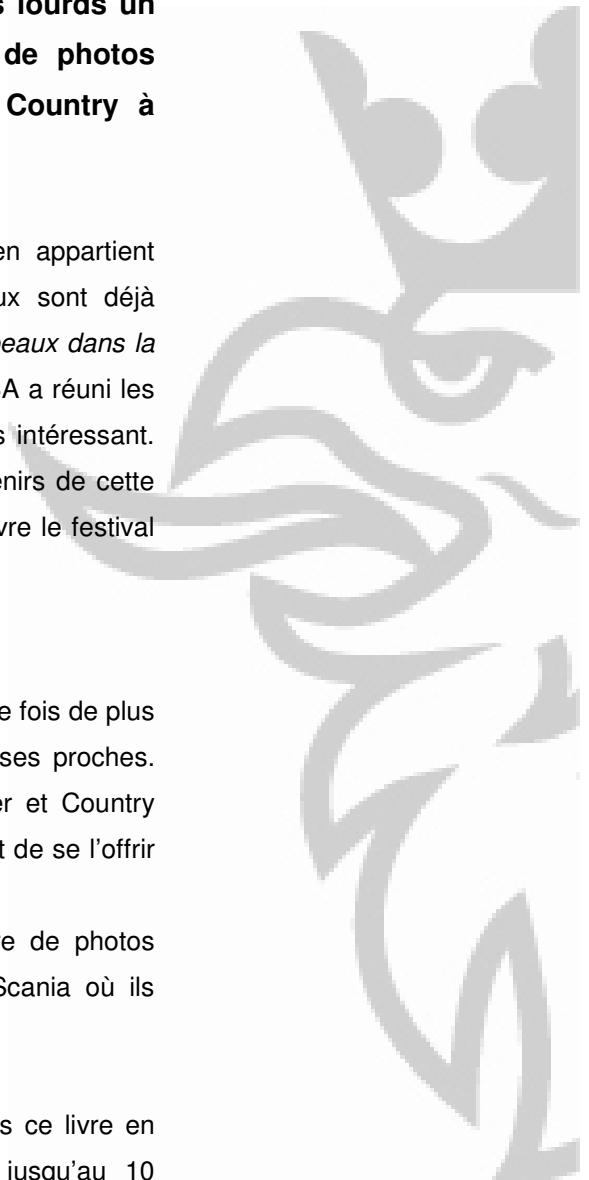 s lourds un
de photos
Country à
en appartient
ux sont déjà
eaux dans la
A a réuni les
s intéressant.
enirs de cette
vre le festival
e fois de plus
ses proches.
er et Country
t de se l’offrir
e de photos
Scania où ils
s ce livre en
jusqu’au 10